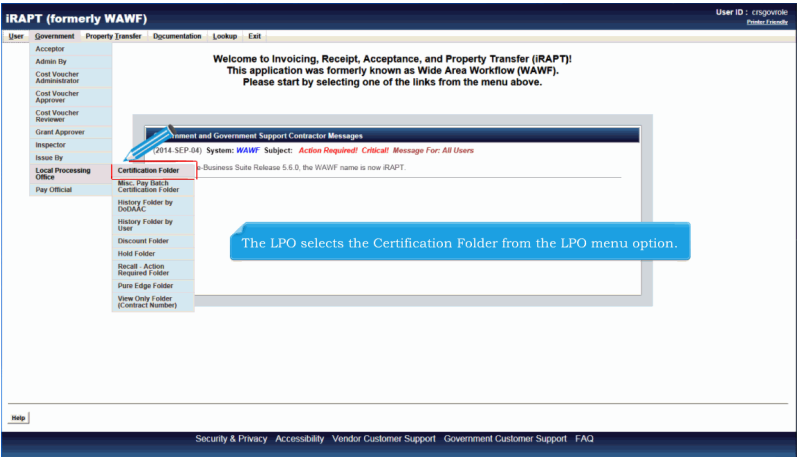 iRAPT (formerly WAWF)
User ID : crsgovrole
Printer Friendly
User Government Property Transfer Documentation Lookup Exit
Acceptor
Admin By
Cost Voucher
Administrator
Cost Voucher
Approver
Cost Voucher
Reviewer
Grant Approver
Inspector
Issue By
Local Processing
Office
Pay Official
Certification Folder
Misc. Pay Batch
Certification Folder
History Folder by
DoDAAC
History Folder by
User
Discount Folder
Hold Folder
Recall - Action
Required Folder
Pure Edge Folder
View Only Folder
(Contract Number)
Welcome to Invoicing, Receipt, Acceptance, and Property Transfer (iRAPT)!
This application was formerly known as Wide Area Workflow (WAWF).
Please start by selecting one of the links from the menu above.
and Government Support Contractor Messages
(2014-SEP-04) System: WAWF Subject: Action Required! Critical! Message For: All Users
e-Business Suite Release 5.6.0, the WAWF name is now iRAPT.
The LPO selects the Certification Folder from the LPO menu option.
Help
Security & Privacy Accessibility Vendor Customer Support Government Customer Support FAQ